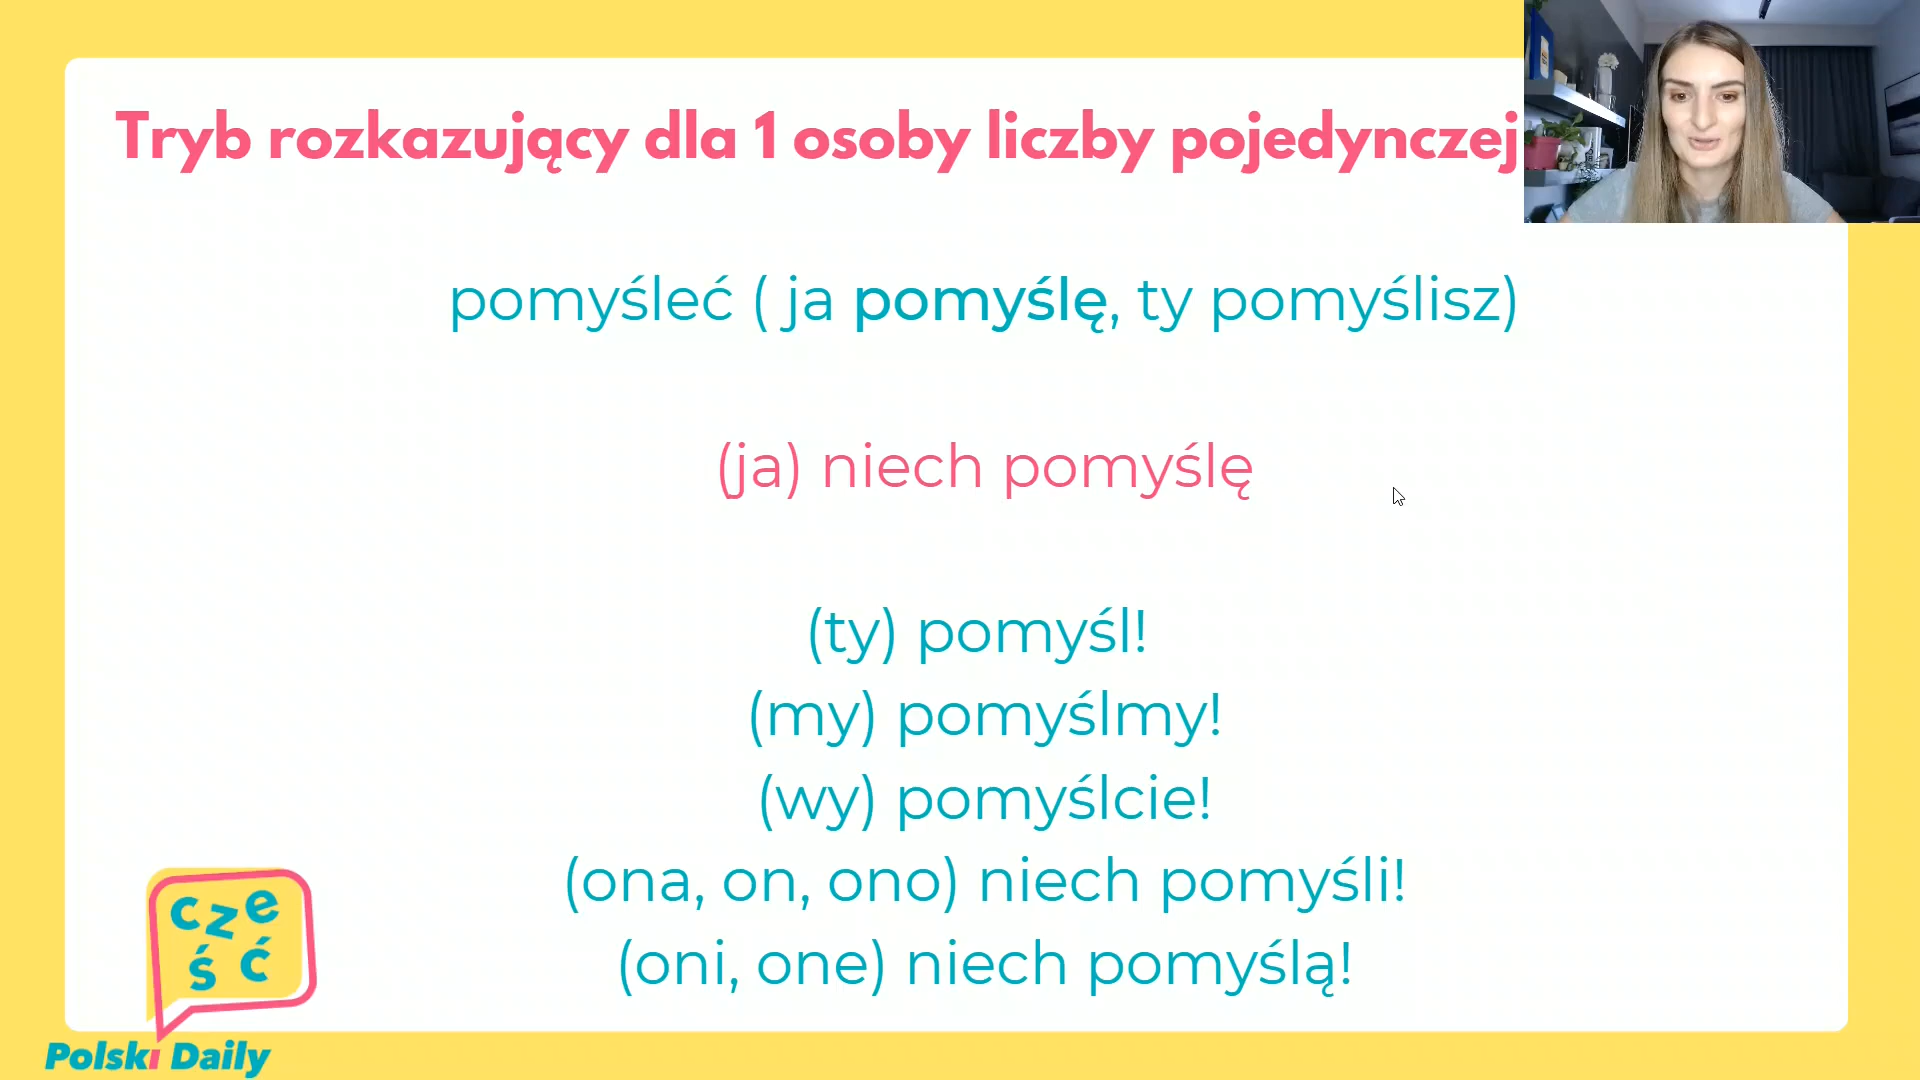 Tryb rozkazujący dla 1 osoby liczby pojedynczej
pomyśleć ( ja pomyślę, ty pomyślisz)
(ja) niech pomyślę
(ty) pomyśl!
(my) pomyślmy!
(wy) pomyślcie!
(ona, on, ono) niech pomyśli!
(oni, one) niech pomyślą!
cze
ść
Polski Daily